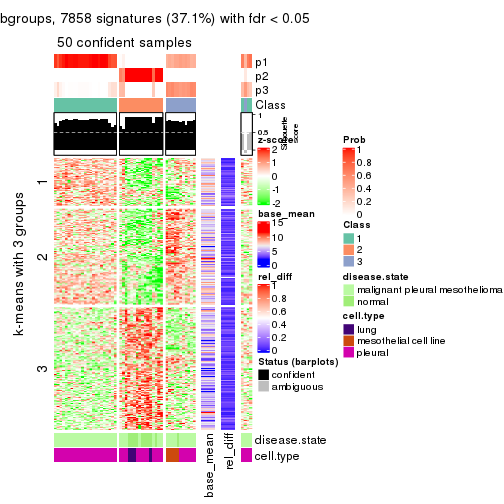 bgroups, 7858 signatures (37.1%) with fdr < 0.05
50 confident samples
p1
p2
p3
Class
1
0.5
0
Silhouette
score
k-means with 3 groups
1
2
3
base_mean
rel_diff
disease.state
cell.type
z-score
2
1
0
-1
-2
base_mean
15
10
5
0
rel_diff
1
0.8
0.6
0.4
0.2
0
Status (barplots)
confident
ambiguous
Prob
1
0.8
0.6
0.4
0.2
0
Class
1
2
3
disease.state
malignant pleural mesothelioma
normal
cell.type
lung
mesothelial cell line
pleural